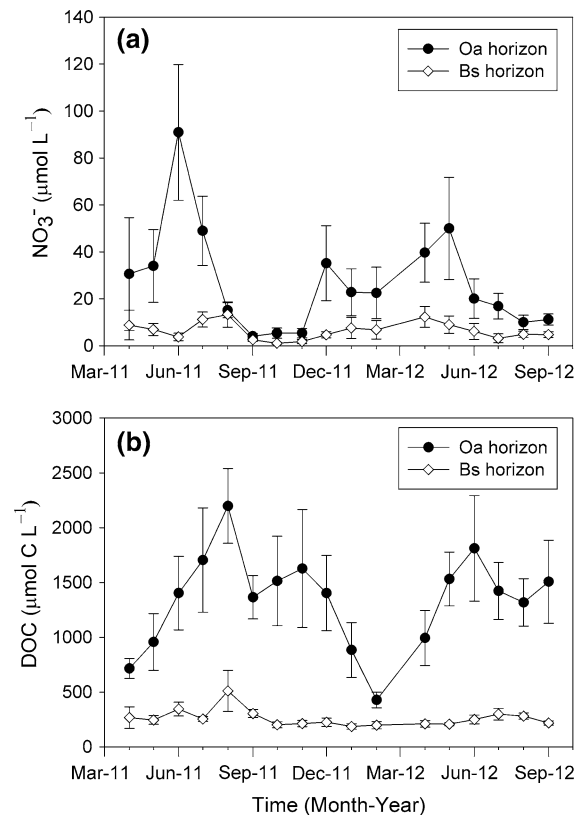 (a)
Oa horizon
Bs horizon
NO₃⁻ (μmol L⁻¹)
140
120
100
80
60
40
20
0
Mar-11 Jun-11 Sep-11 Dec-11 Mar-12 Jun-12 Sep-12
(b)
Oa horizon
Bs horizon
DOC (μmol C L⁻¹)
3000
2500
2000
1500
1000
500
0
Mar-11 Jun-11 Sep-11 Dec-11 Mar-12 Jun-12 Sep-12
Time (Month-Year)